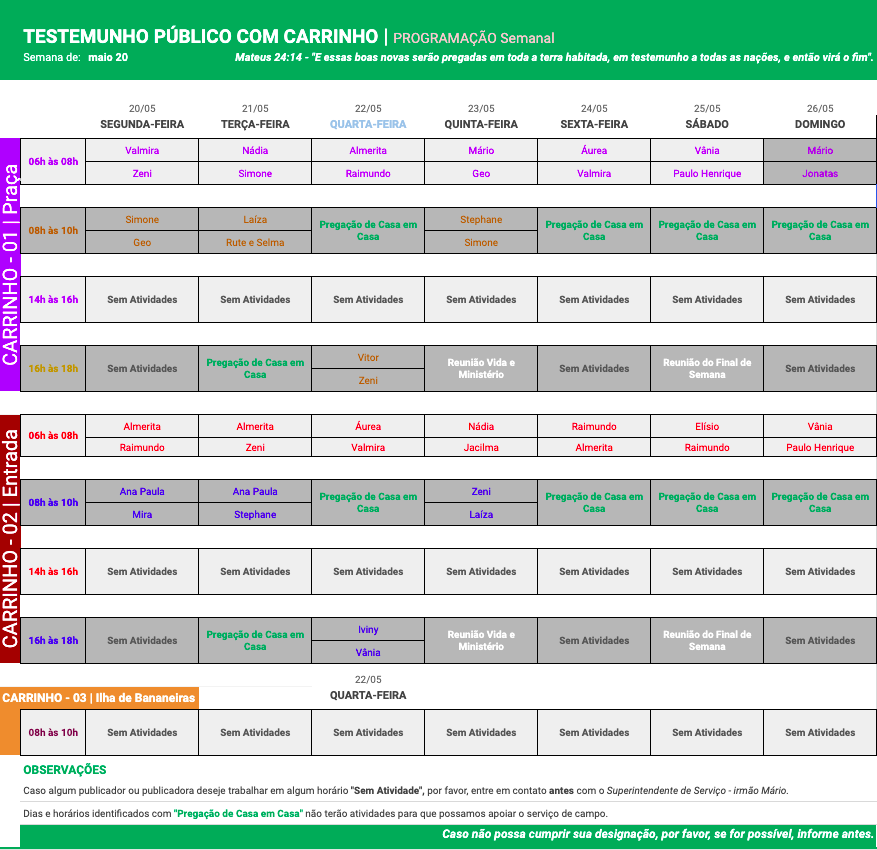 TESTEMUNHO PÚBLICO COM CARRINHO | PROGRAMAÇÃO Semanal
Semana de: maio 20 Mateus 24:14 - "E essas boas novas serão pregadas em toda a terra habitada, em testemunho a todas as nações, e então virá o fim".
20/05 21/05 22/05 23/05 24/05 25/05 26/05
SEGUNDA-FEIRA TERÇA-FEIRA QUARTA-FEIRA QUINTA-FEIRA SEXTA-FEIRA SÁBADO DOMINGO
CARRINHO - 01 | Praça
06h às 08h
Valmira Nádia Almerita Mário Áurea Vânia Mário
Zeni Simone Raimundo Geo Valmira Paulo Henrique Jonatas
08h às 10h
Simone Laíza Pregação de Casa em Casa Stephane Pregação de Casa em Casa Pregação de Casa em Casa Pregação de Casa em Casa
Geo Rute e Selma Simone
14h às 16h Sem Atividades Sem Atividades Sem Atividades Sem Atividades Sem Atividades Sem Atividades Sem Atividades
16h às 18h Sem Atividades Pregação de Casa em Casa Vitor Reunião Vida e Ministério Sem Atividades Reunião do Final de Semana Sem Atividades
Zeni
CARRINHO - 02 | Entrada
06h às 08h
Almerita Almerita Áurea Nádia Raimundo Elísio Vânia
Raimundo Zeni Valmira Jacilma Almerita Raimundo Paulo Henrique
08h às 10h
Ana Paula Ana Paula Pregação de Casa em Casa Zeni Pregação de Casa em Casa Pregação de Casa em Casa Pregação de Casa em Casa
Mira Stephane Laíza
14h às 16h Sem Atividades Sem Atividades Sem Atividades Sem Atividades Sem Atividades Sem Atividades Sem Atividades
16h às 18h Sem Atividades Pregação de Casa em Casa Iviny Reunião Vida e Ministério Sem Atividades Reunião do Final de Semana Sem Atividades
Vânia
22/05
CARRINHO - 03 | Ilha de Bananeiras QUARTA-FEIRA
08h às 10h Sem Atividades Sem Atividades Sem Atividades Sem Atividades Sem Atividades Sem Atividades Sem Atividades
OBSERVAÇÕES
Caso algum publicador ou publicadora deseje trabalhar em algum horário "Sem Atividade", por favor, entre em contato antes com o Superintendente de Serviço - irmão Mário.
Dias e horários identificados com "Pregação de Casa em Casa" não terão atividades para que possamos apoiar o serviço de campo.
Caso não possa cumprir sua designação, por favor, se for possível, informe antes.